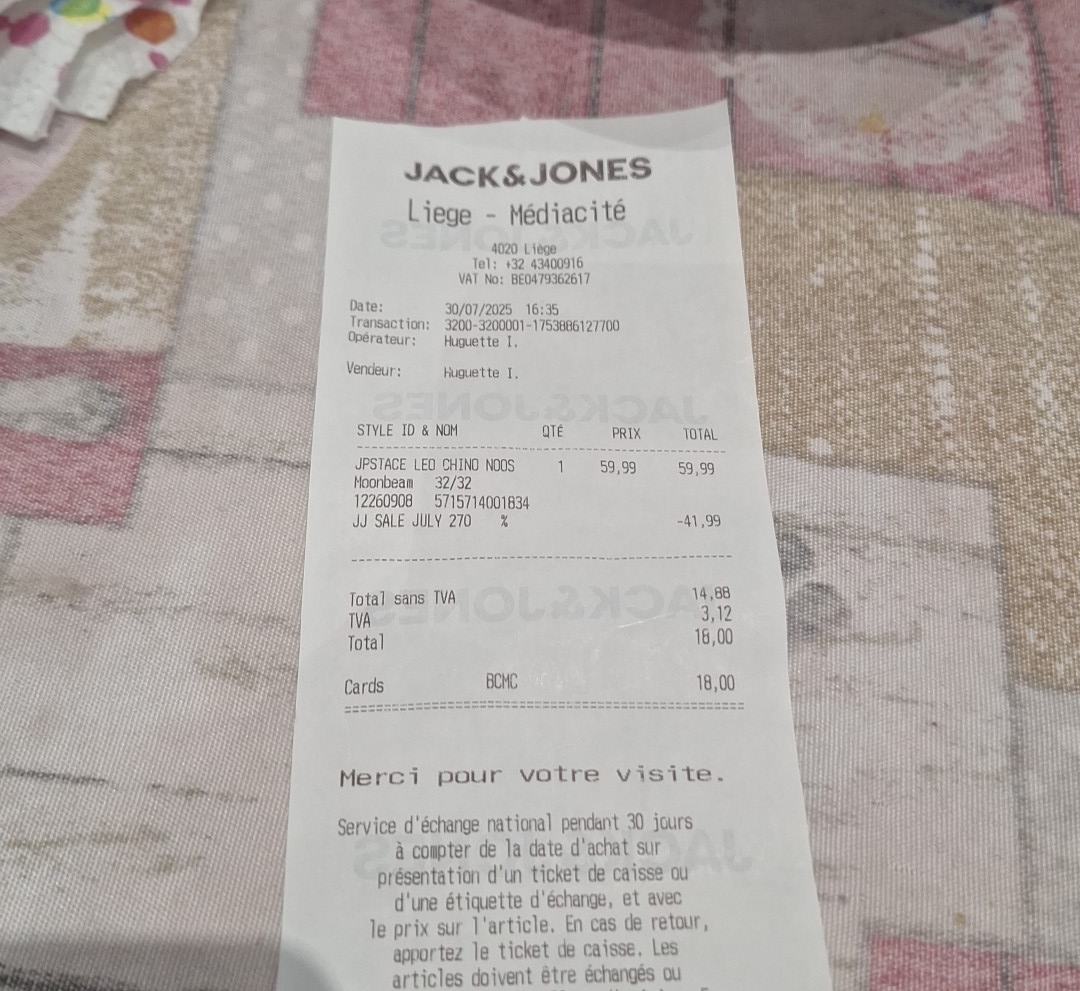 JACK&JONES
Liege - Médiacité
4020 Liège
Tel: +32 43400916
VAT No: BE0479362617
Date: 30/07/2025 16:35
Transaction: 3200-3200001-1753886127700
Opérateur: Huguette I.
Vendeur: Huguette I.
STYLE ID & NOM QTÉ PRIX TOTAL
JPSTACE LEO CHINO NOOS 1 59,99 59,99
Moonbeam 32/32
12260908 5715714001834
JJ SALE JULY 270 % -41,99
Total sans TVA 14,88
TVA 3,12
Total 18,00
Cards BCMC 18,00
Merci pour votre visite.
Service d'échange national pendant 30 jours
à compter de la date d'achat sur
présentation d'un ticket de caisse ou
d'une étiquette d'échange, et avec
le prix sur l'article. En cas de retour,
apportez le ticket de caisse. Les
articles doivent être échangés ou